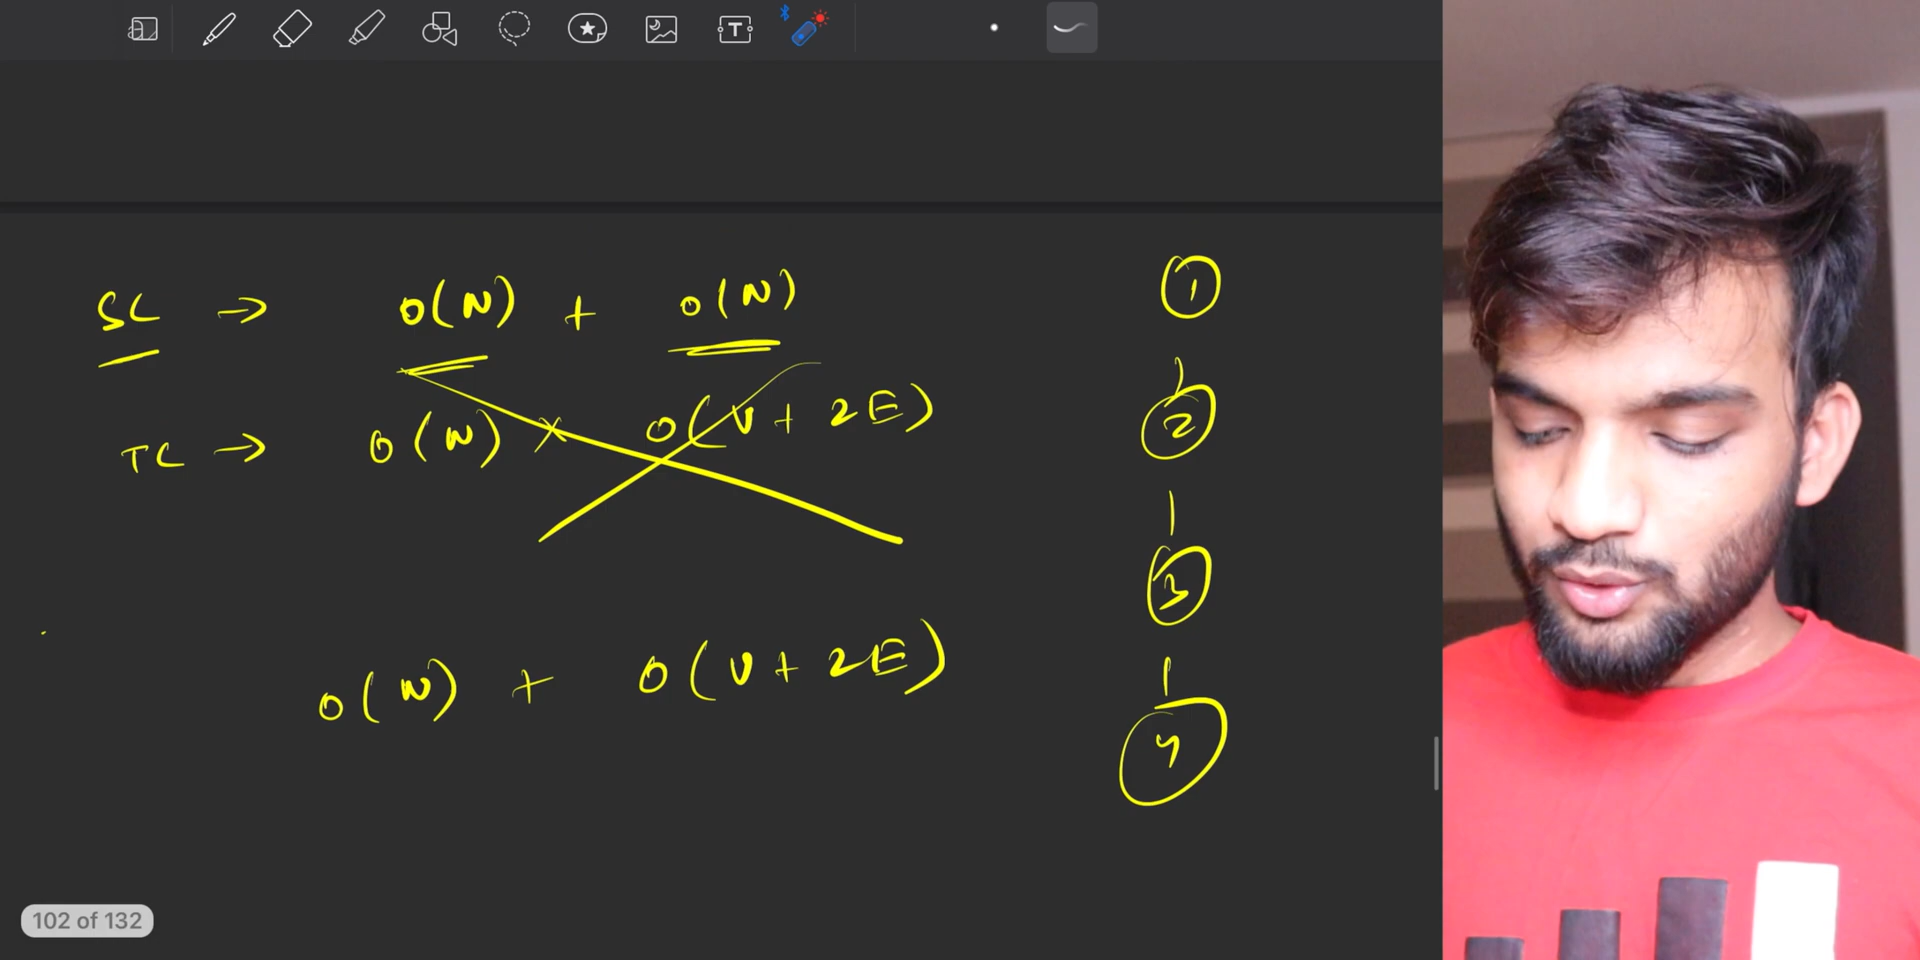 SC → O(N) + O(N)
TC → O(N) × O(V + 2E)
O(N) + O(V + 2E)
1
2
3
4
102 of 132